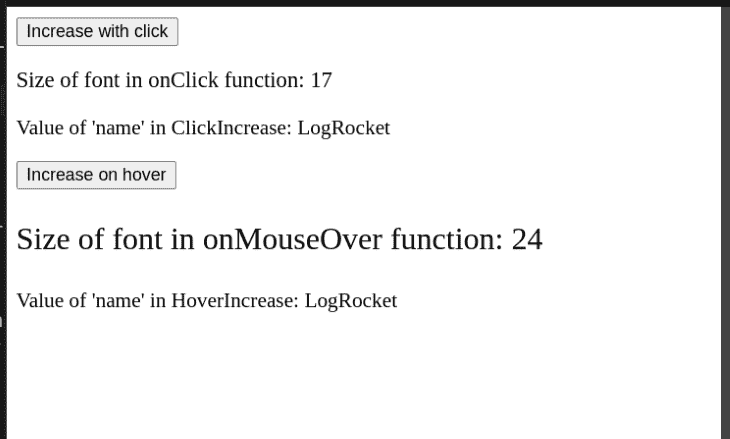 Increase with click
Size of font in onClick function: 17
Value of 'name' in ClickIncrease: LogRocket
Increase on hover
Size of font in onMouseOver function: 24
Value of 'name' in HoverIncrease: LogRocket